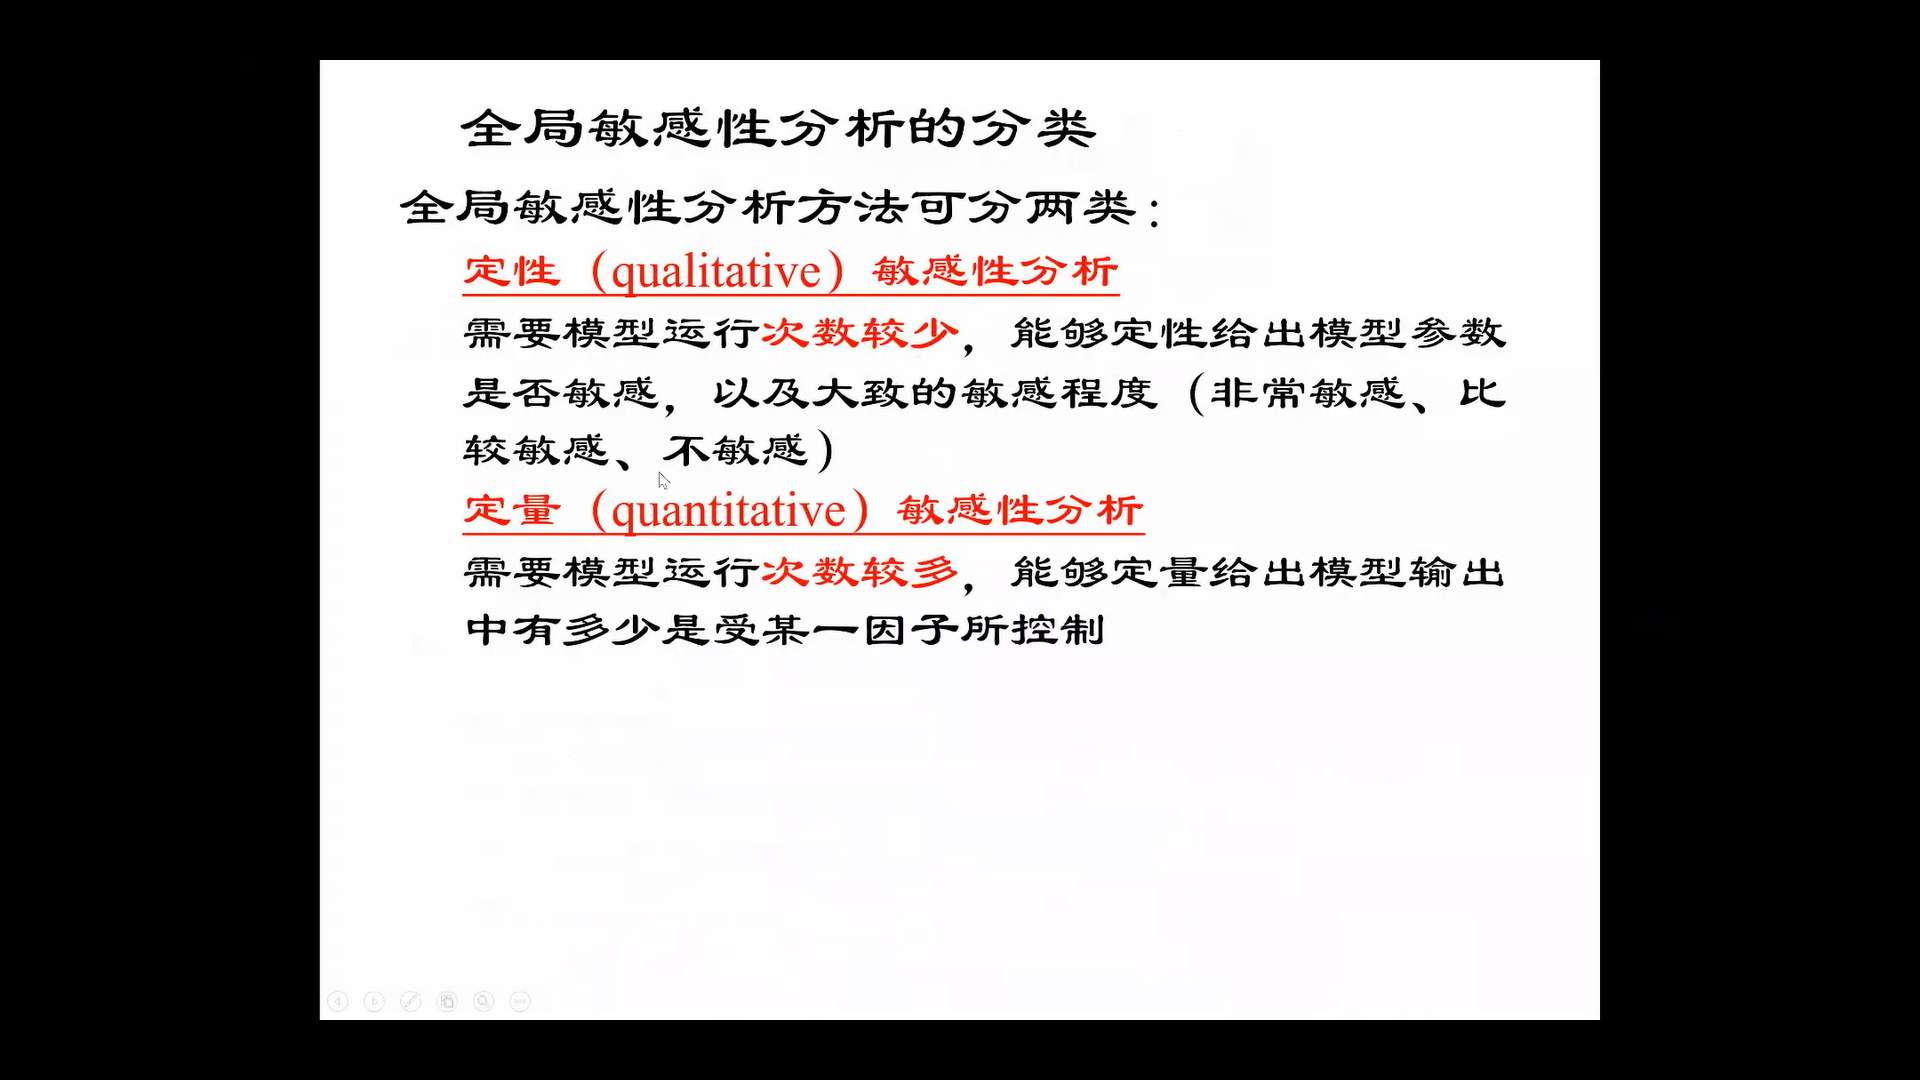 全局敏感性分析的分类
全局敏感性分析方法可分两类：
定性（qualitative）敏感性分析
需要模型运行次数较少，能够定性给出模型参数
是否敏感，以及大致的敏感程度（非常敏感、比
较敏感、不敏感）
定量（quantitative）敏感性分析
需要模型运行次数较多，能够定量给出模型输出
中有多少是受某一因子所控制